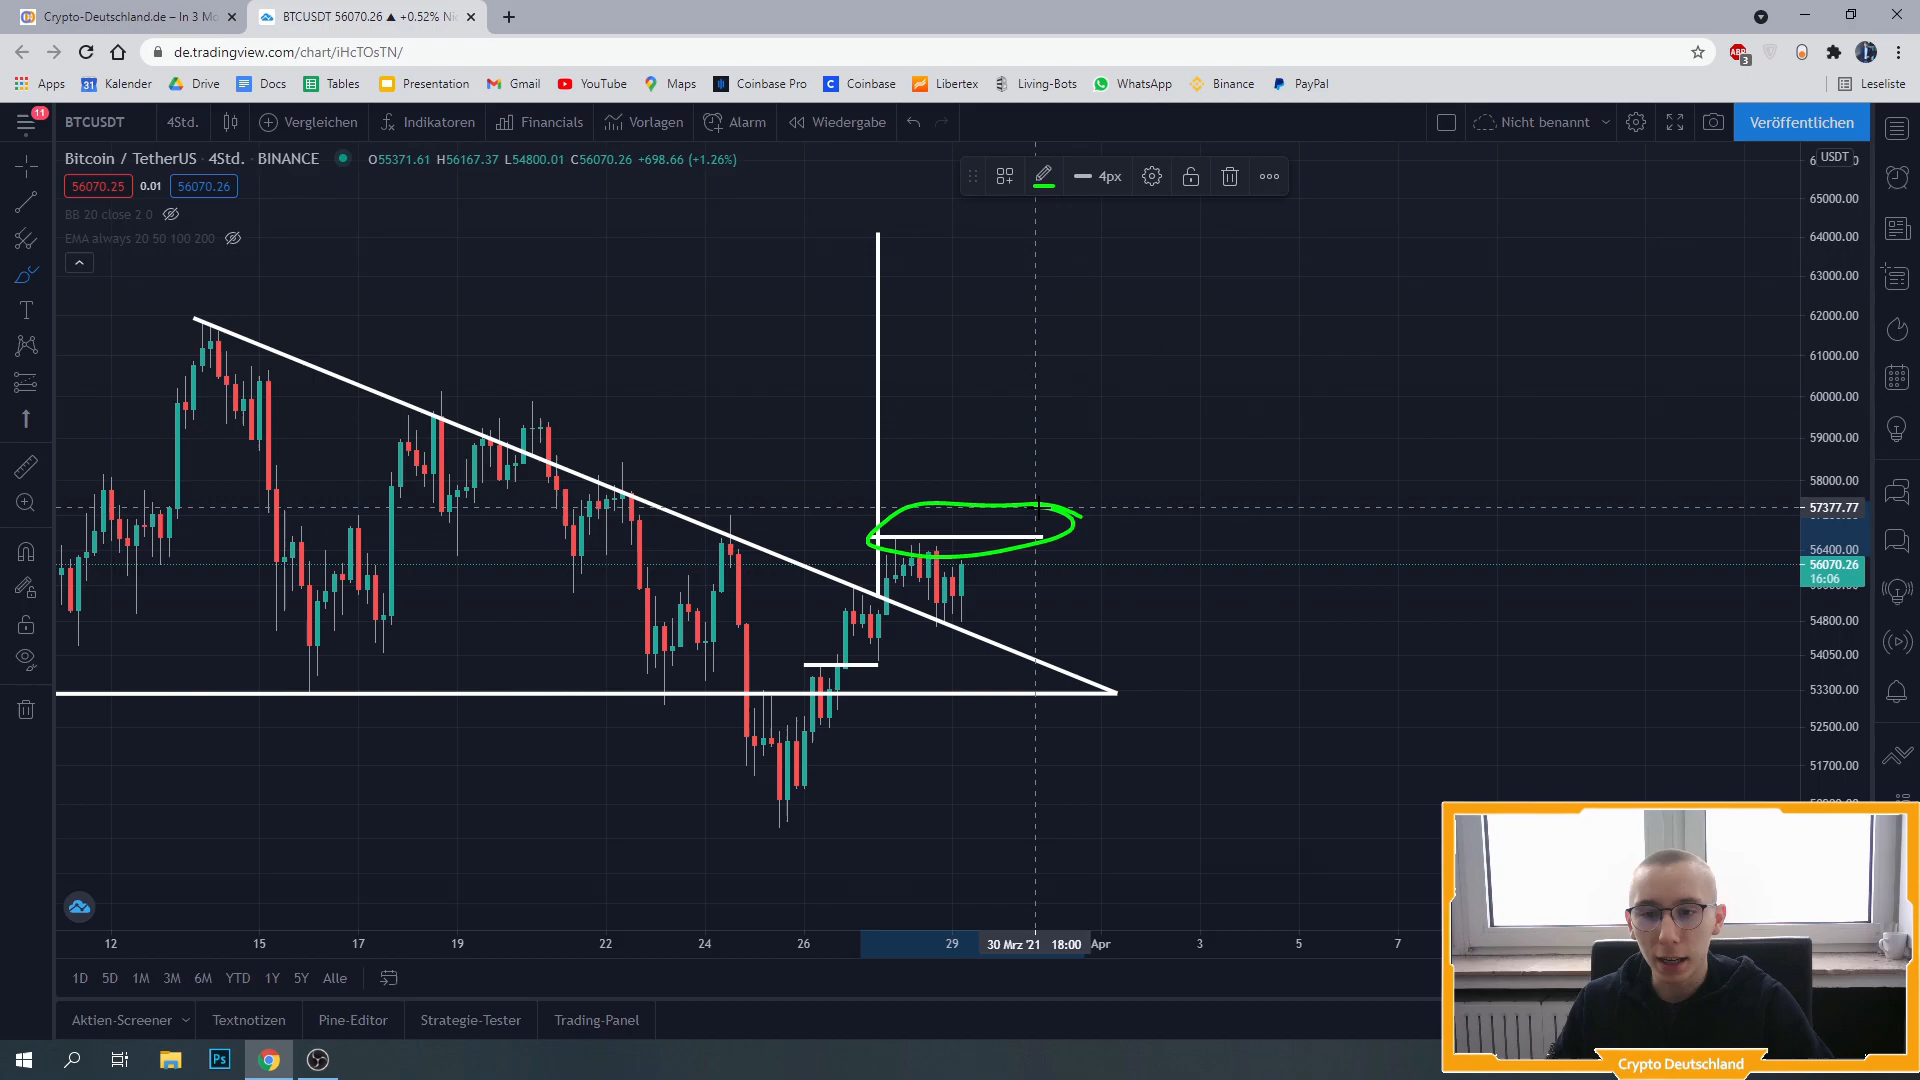 Crypto-Deutschland.de – In 3 Mo
BTCUSDT 56070.26 ▲ +0.52% Nic
de.tradingview.com/chart/iHcTOsTN/
ABP
3
Apps
31
Kalender
Drive
Docs
Tables
Presentation
Gmail
YouTube
Maps
Coinbase Pro
Coinbase
Libertex
Living-Bots
WhatsApp
Binance
PayPal
Leseliste
11
BTCUSDT
4Std.
Vergleichen
Indikatoren
Financials
Vorlagen
Alarm
Wiedergabe
Nicht benannt
Veröffentlichen
Bitcoin / TetherUS · 4Std. · BINANCE
O55371.61 H56167.37 L54800.01 C56070.26 +698.66 (+1.26%)
56070.25 0.01 56070.26
BB 20 close 2 0
EMA always 20 50 100 200
4px
USDT
65000.00
64000.00
63000.00
62000.00
61000.00
60000.00
59000.00
58000.00
57377.77
56400.00
56070.26
16:06
54800.00
54050.00
53300.00
52500.00
51700.00
12
15
17
19
22
24
26
29
30 Mrz '21 18:00
Apr
3
5
7
1D 5D 1M 3M 6M YTD 1Y 5Y Alle
Aktien-Screener
Textnotizen
Pine-Editor
Strategie-Tester
Trading-Panel
Ps
Crypto Deutschland